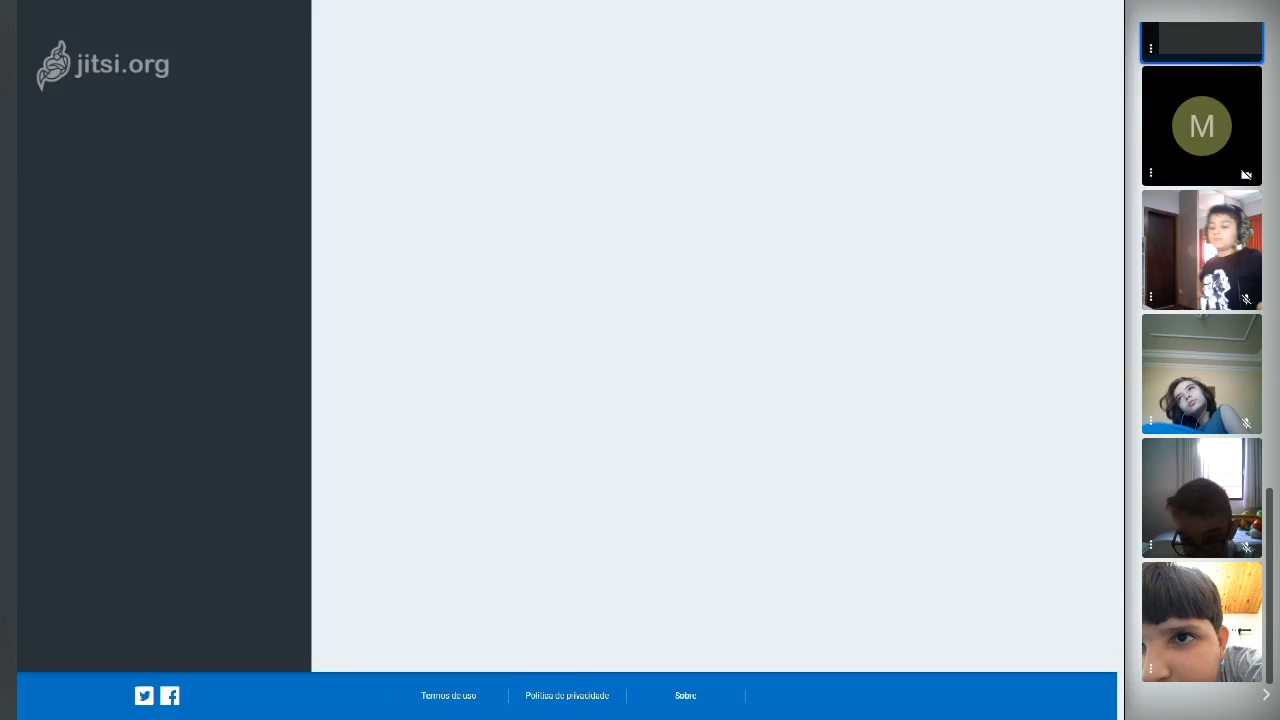 jitsi.org
M
Termos de uso
Política de privacidade
Sobre